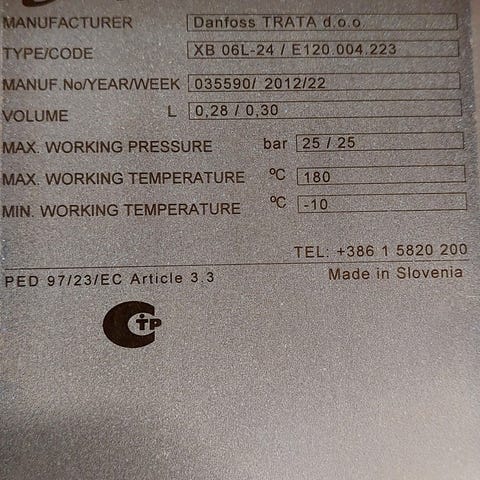 MANUFACTURER Danfoss TRATA d.o.o.
TYPE/CODE XB 06L-24 / E120.004.223
MANUF.No/YEAR/WEEK 035590/ 2012/22
VOLUME L 0,28 / 0,30
MAX. WORKING PRESSURE bar 25 / 25
MAX. WORKING TEMPERATURE ºC 180
MIN. WORKING TEMPERATURE ºC -10
TEL: +386 1 5820 200
PED 97/23/EC Article 3.3 Made in Slovenia
CTP